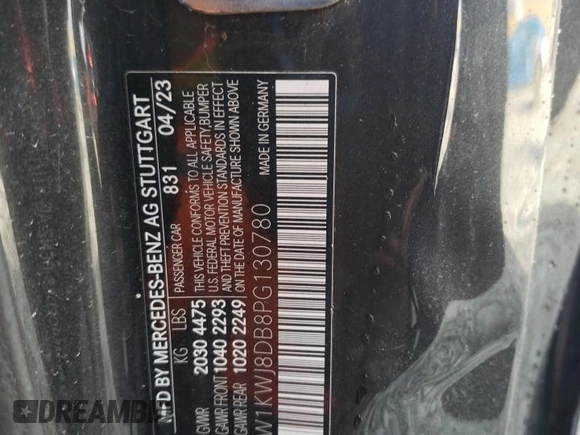 MFD BY MERCEDES-BENZ AG STUTTGART
831 04/23
KG LBS PASSENGER CAR
GVWR 2030 4475 THIS VEHICLE CONFORMS TO ALL APPLICABLE
GAWR FRONT 1040 2293 U.S. FEDERAL MOTOR VEHICLE SAFETY, BUMPER
GAWR REAR 1020 2249 AND THEFT PREVENTION STANDARDS IN EFFECT
ON THE DATE OF MANUFACTURE SHOWN ABOVE
W1KWJ8DB8PG130780 MADE IN GERMANY
DREAMBID